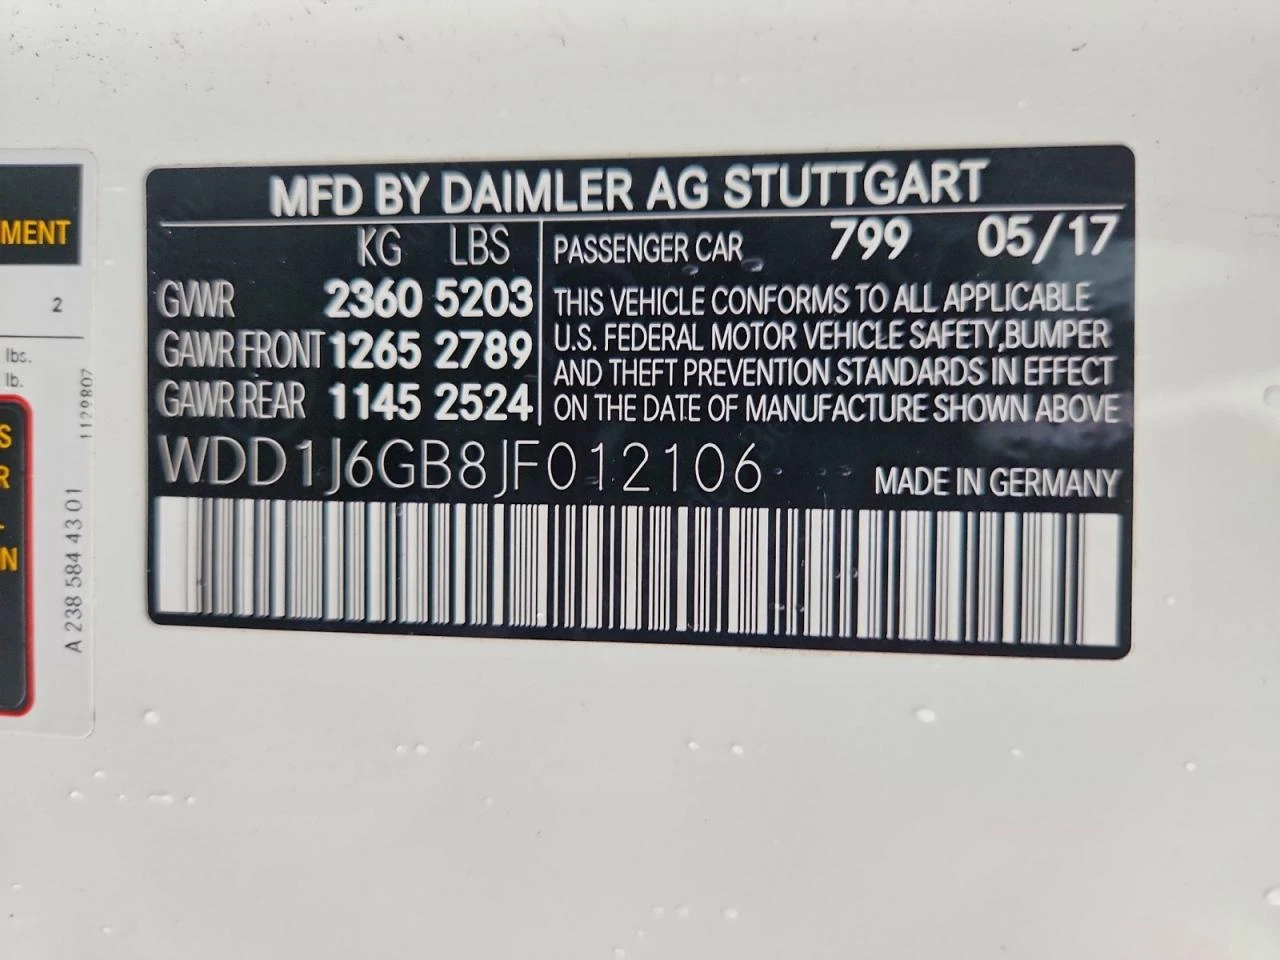 MFD BY DAIMLER AG STUTTGART
KG LBS
GVWR 2360 5203
GAWR FRONT 1265 2789
GAWR REAR 1145 2524
PASSENGER CAR 799 05/17
THIS VEHICLE CONFORMS TO ALL APPLICABLE
U.S. FEDERAL MOTOR VEHICLE SAFETY, BUMPER
AND THEFT PREVENTION STANDARDS IN EFFECT
ON THE DATE OF MANUFACTURE SHOWN ABOVE
WDD1J6GB8JF012106
MADE IN GERMANY
MENT
2
lbs.
lb.
S
R
-
N
1129807
A 238 584 43 01